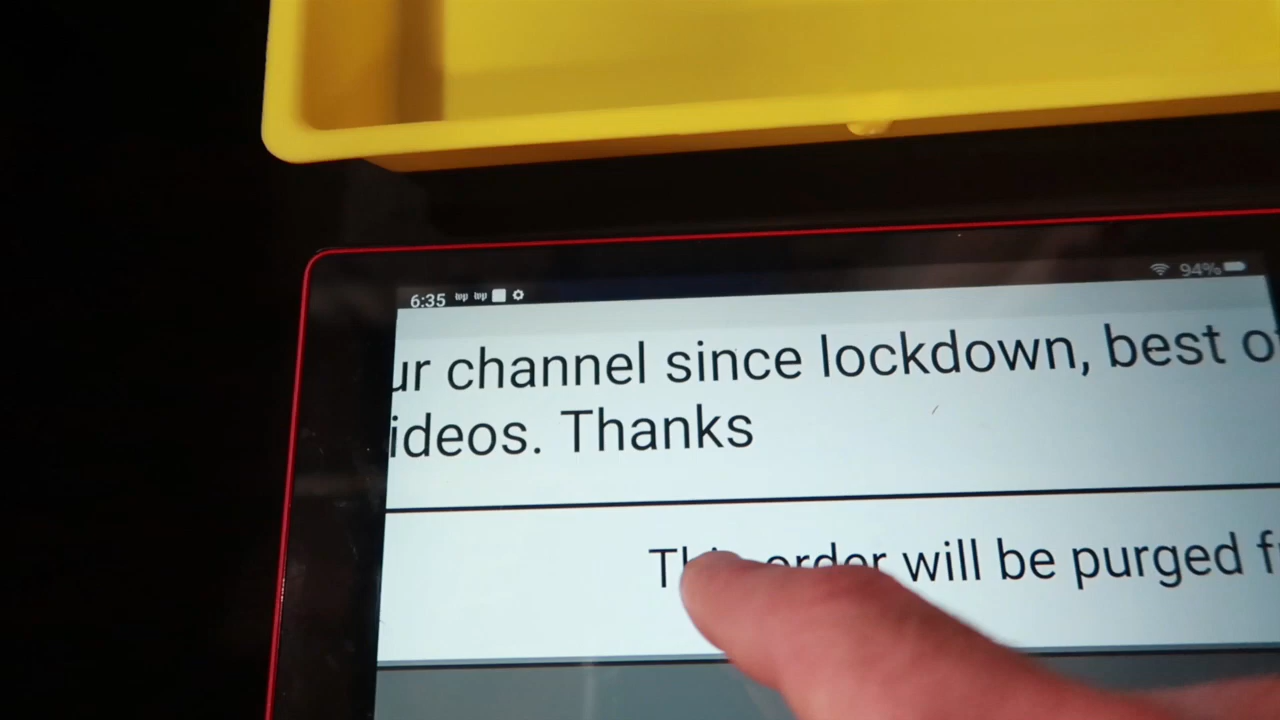 6:35 94%
ur channel since lockdown, best o
ideos. Thanks
order will be purged f